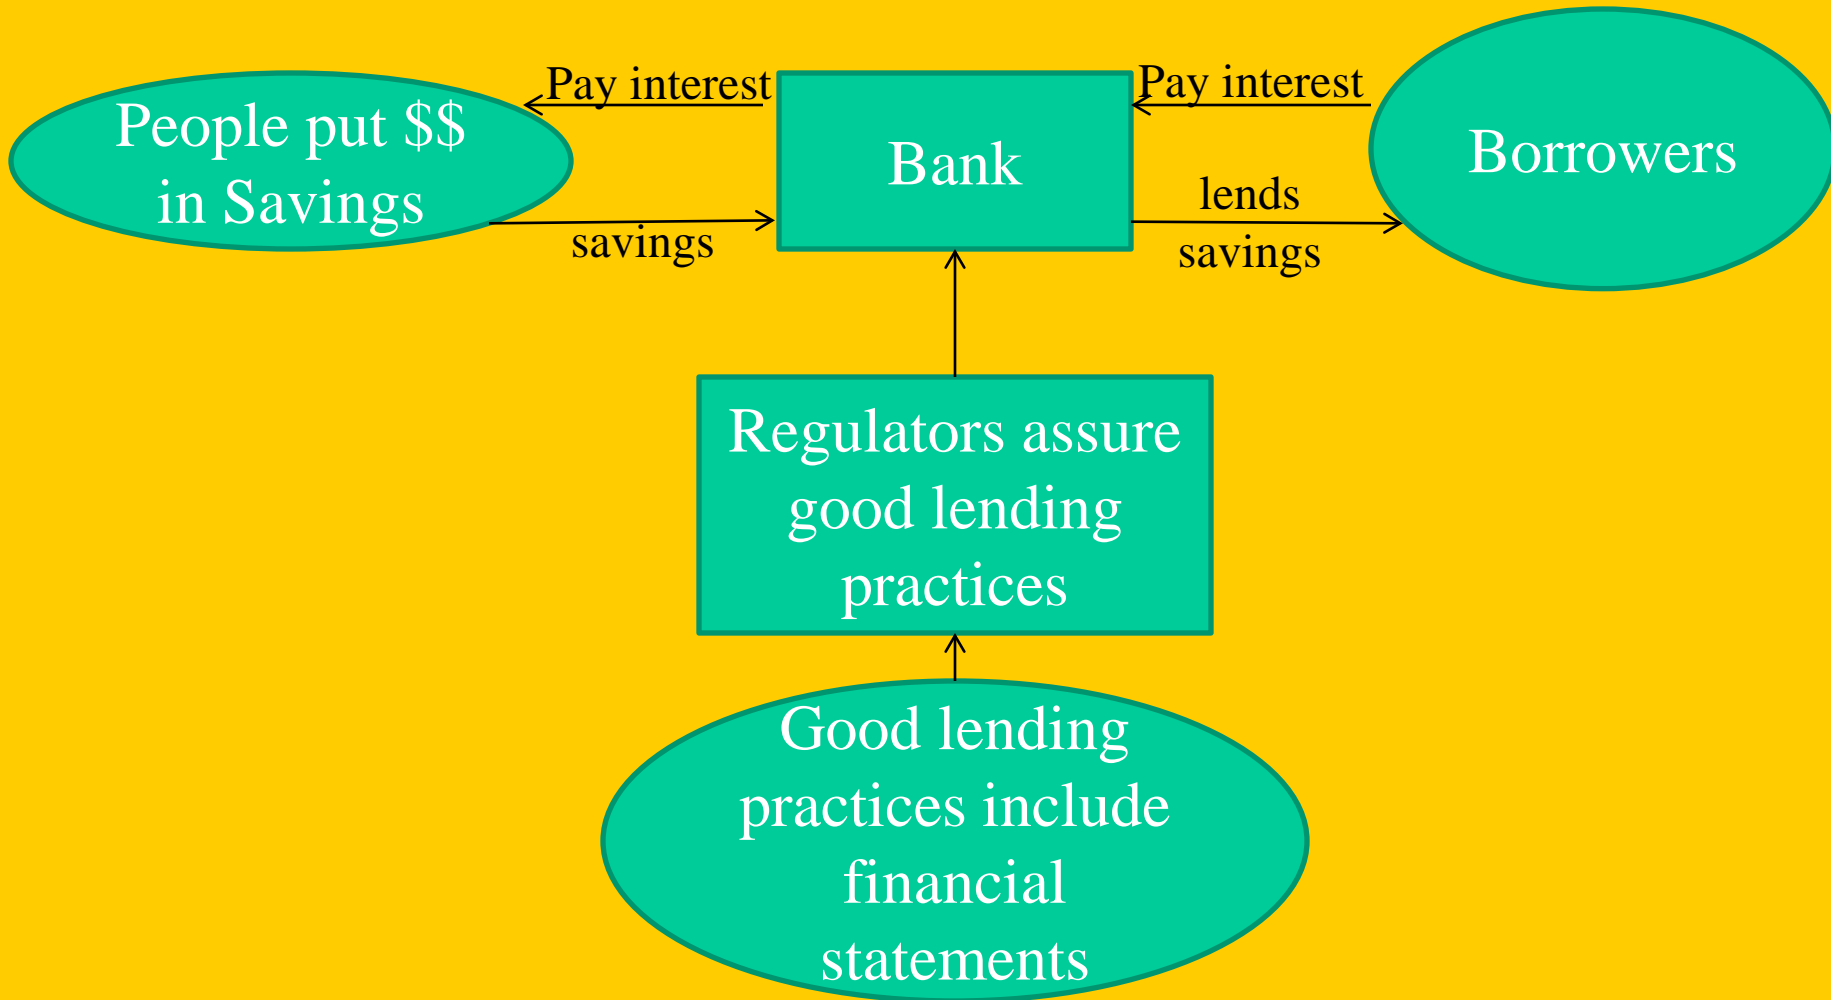 People put $$
in Savings
Pay interest
savings
Bank
Pay interest
lends
savings
Borrowers
Regulators assure
good lending
practices
Good lending
practices include
financial
statements